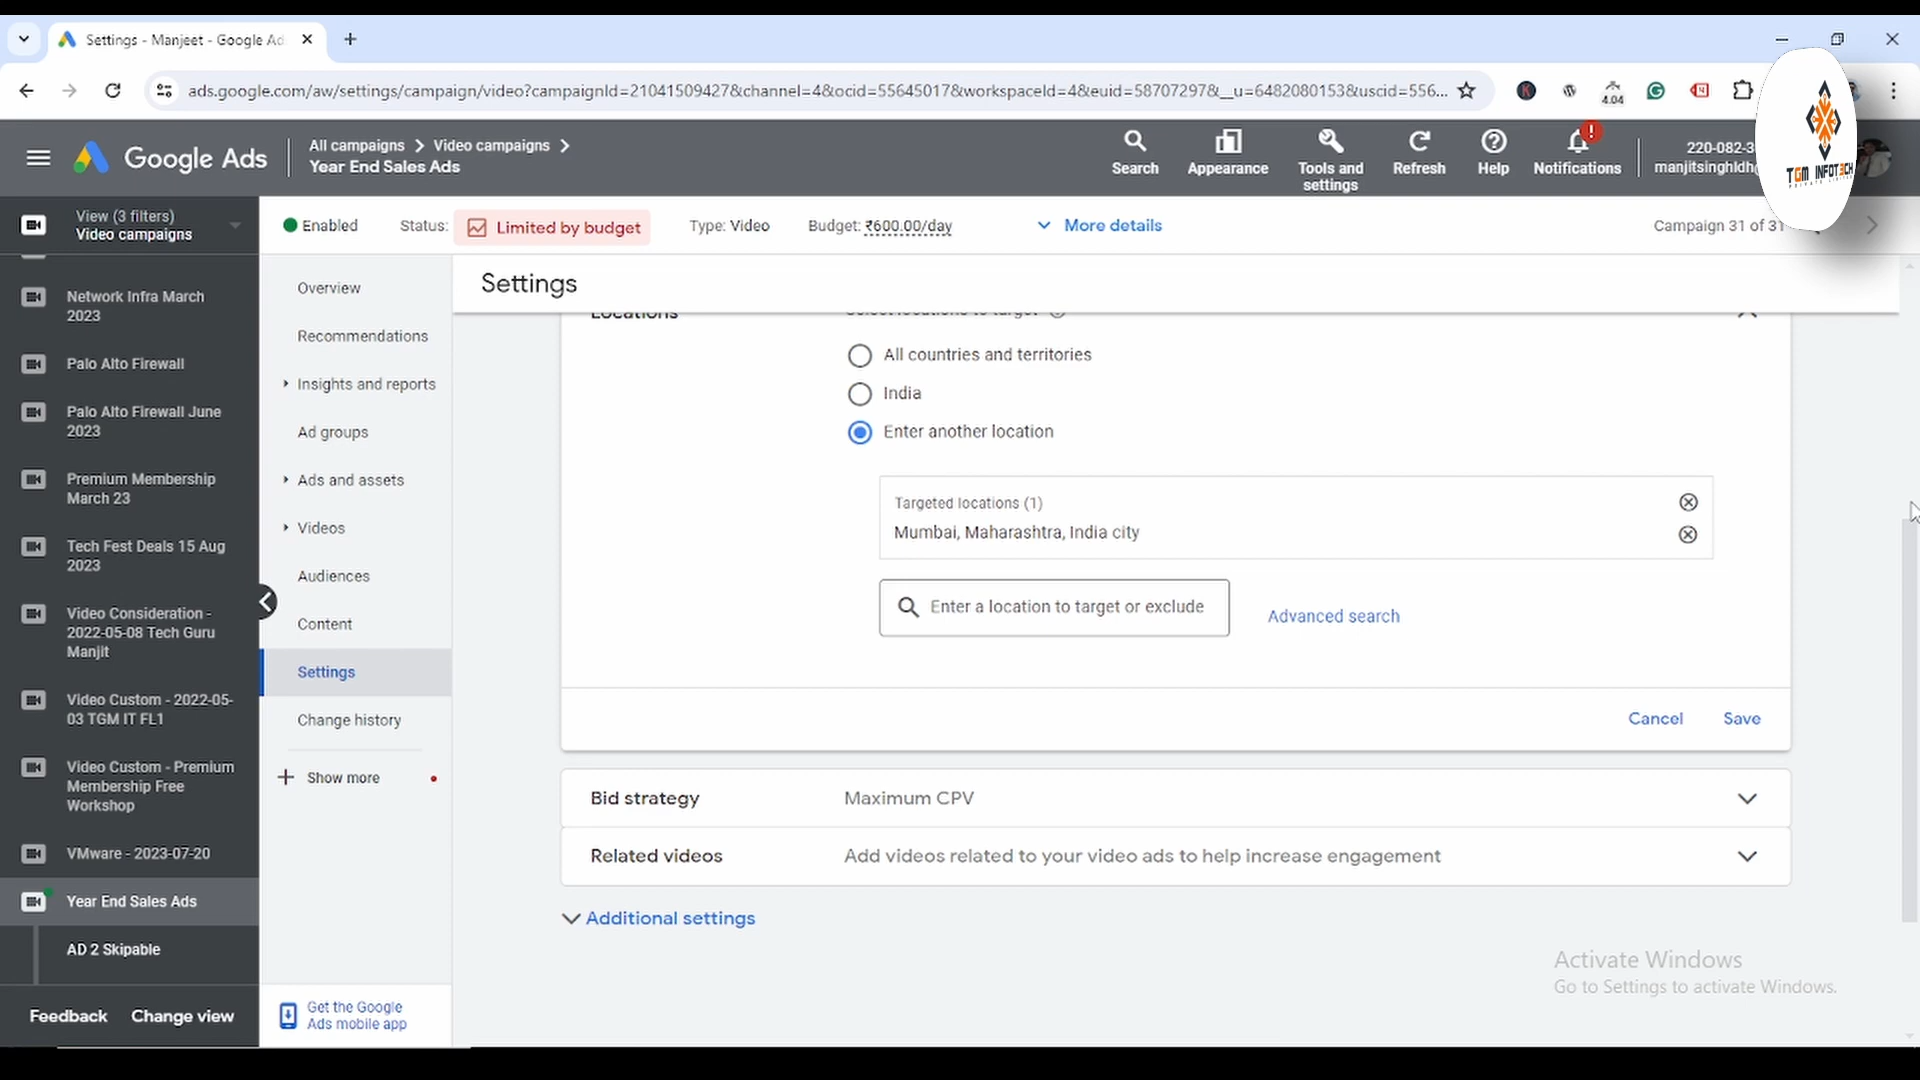 Settings - Manjeet - Google Ad
ads.google.com/aw/settings/campaign/video?campaignId=21041509427&channel=4&ocid=55645017&workspaceId=4&euid=587072978&__u=6482080153&uscid=556...
4.04
Google Ads
All campaigns > Video campaigns >
Year End Sales Ads
Search
Appearance
Tools and settings
Refresh
Help
!
Notifications
220-082-3
manjitsinghldh
TGM INFOTECH
PRIVATE LIMITED
View (3 filters)
Video campaigns
Enabled
Status: Limited by budget
Type: Video
Budget: ₹600.00/day
More details
Campaign 31 of 31
Network Infra March 2023
Palo Alto Firewall
Palo Alto Firewall June 2023
Premium Membership March 23
Tech Fest Deals 15 Aug 2023
Video Consideration - 2022-05-08 Tech Guru Manjit
Video Custom - 2022-05-03 TGM IT FL1
Video Custom - Premium Membership Free Workshop
VMware - 2023-07-20
Year End Sales Ads
AD 2 Skipable
Feedback
Change view
Overview
Recommendations
Insights and reports
Ad groups
Ads and assets
Videos
Audiences
Content
Settings
Change history
Show more
Get the Google Ads mobile app
Settings
Locations
Select locations to target
All countries and territories
India
Enter another location
Targeted locations (1)
Mumbai, Maharashtra, India city
Enter a location to target or exclude
Advanced search
Cancel
Save
Bid strategy
Maximum CPV
Related videos
Add videos related to your video ads to help increase engagement
Additional settings
Activate Windows
Go to Settings to activate Windows.